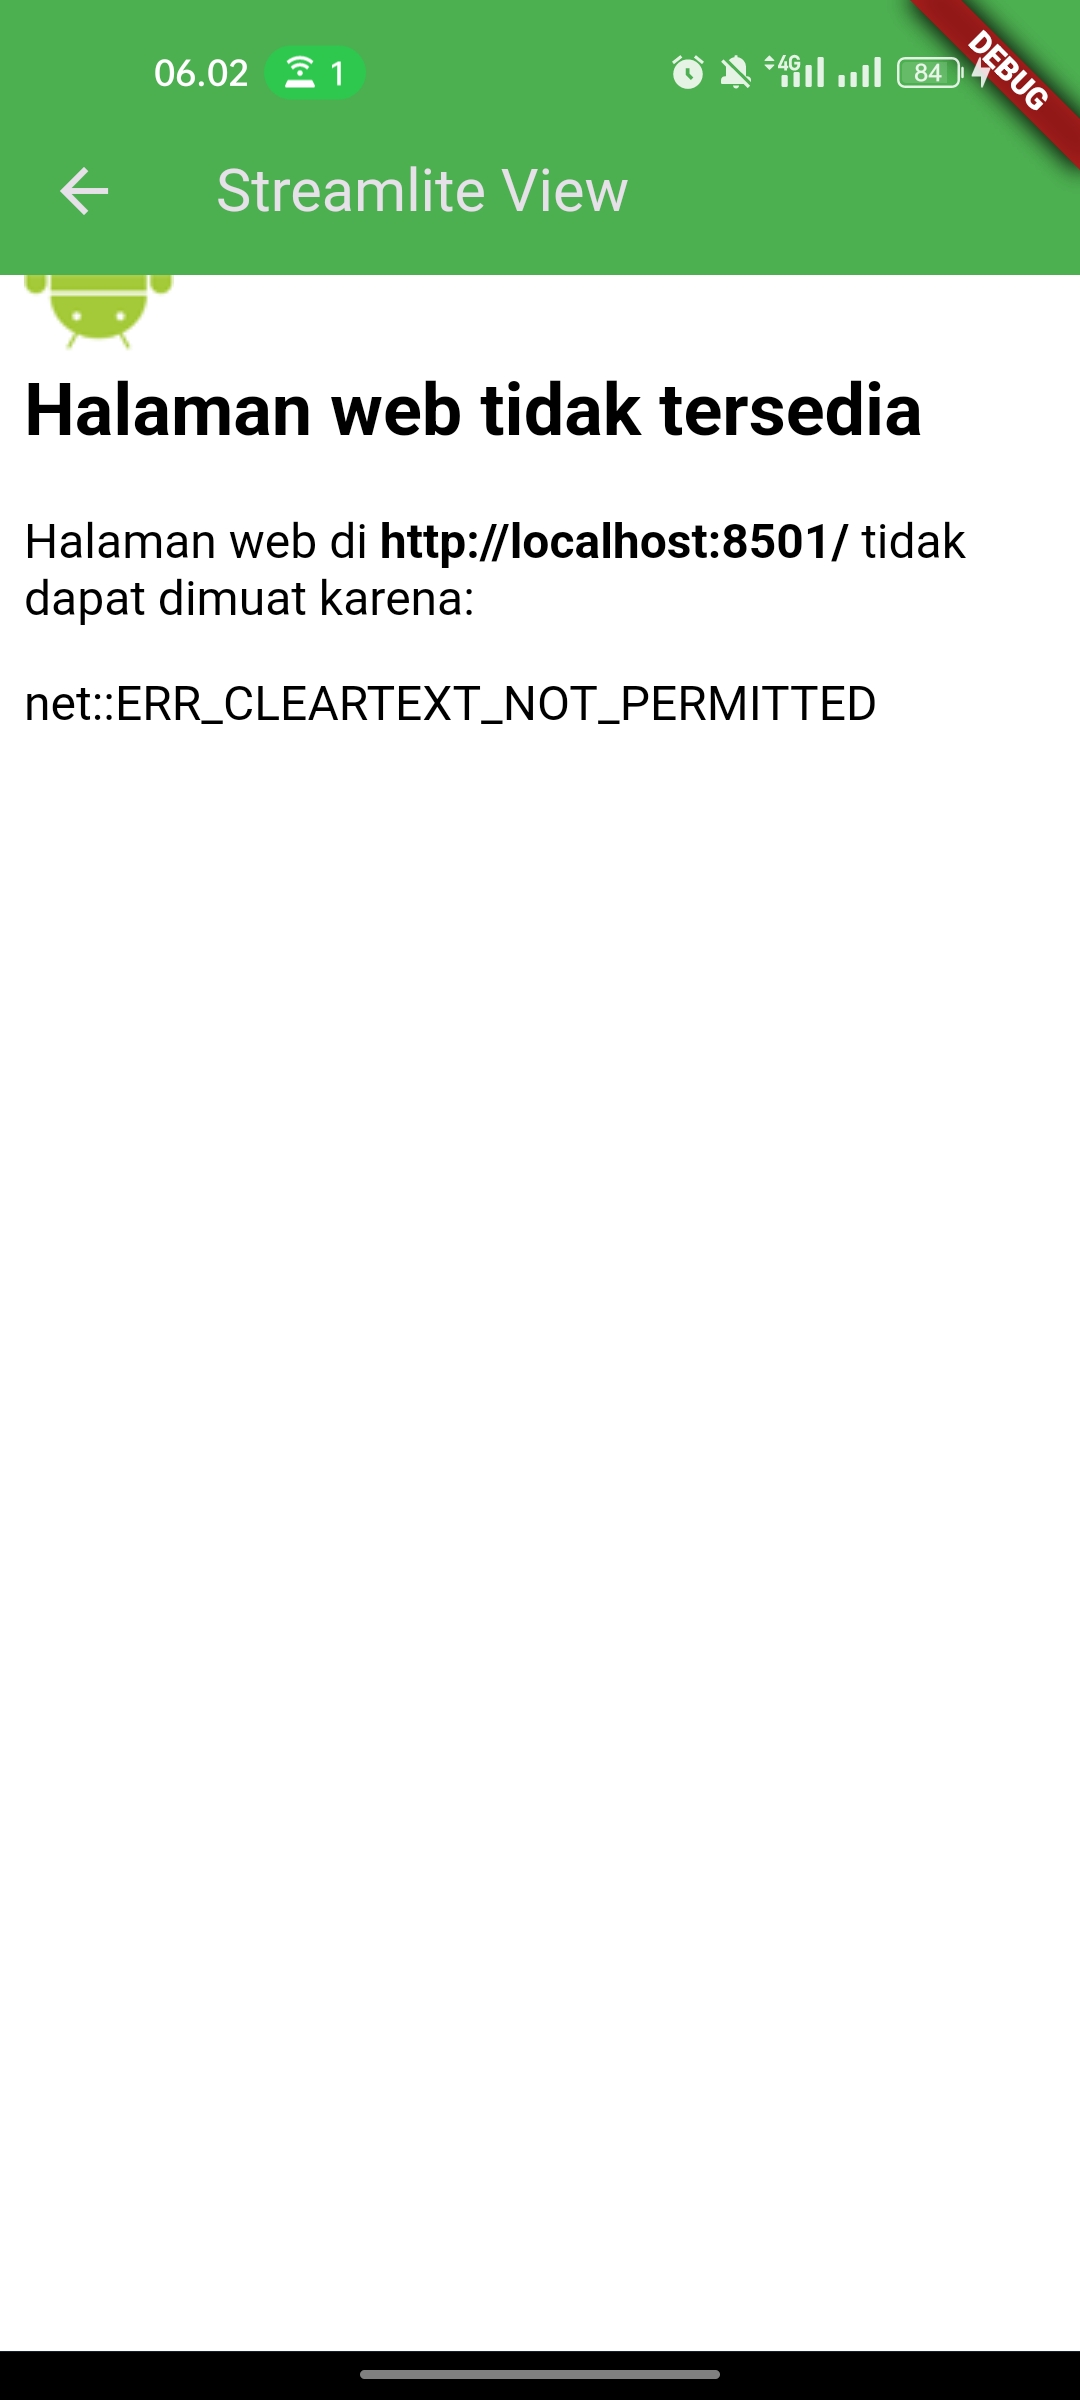 06.02 1 4G 84
DEBUG
Streamlite View
Halaman web tidak tersedia
Halaman web di http://localhost:8501/ tidak
dapat dimuat karena:
net::ERR_CLEARTEXT_NOT_PERMITTED